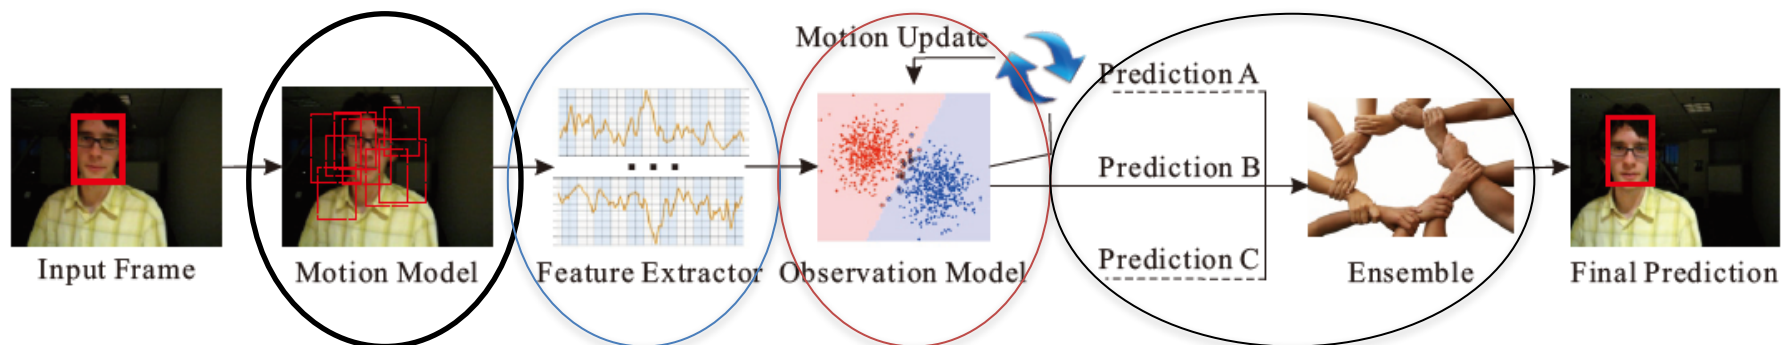 Motion Update
Prediction A
Prediction B
Prediction C
Input Frame
Motion Model
Feature Extractor
Observation Model
Ensemble
Final Prediction